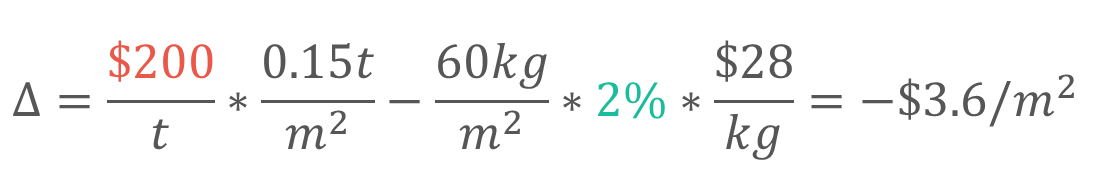 Δ = $200/t * 0.15t/m² − 60kg/m² * 2% * $28/kg = −$3.6/m²